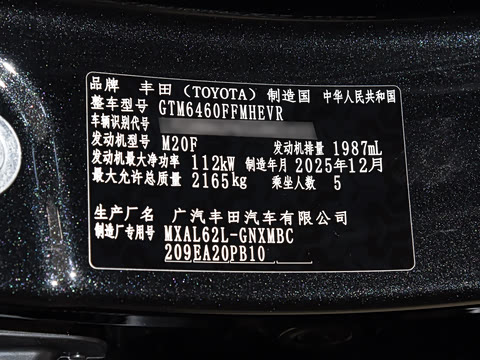 品牌 丰田（TOYOTA） 制造国 中华人民共和国
整车型号 GTM6460FFMHEVR
车辆识别代号
发动机型号 M20F 发动机排量 1987mL
发动机最大净功率 112kW 制造年月 2025年12月
最大允许总质量 2165kg 乘坐人数 5
生产厂名 广汽丰田汽车有限公司
制造厂专用号 MXAL62L-GNXMBC
209EA20PB10